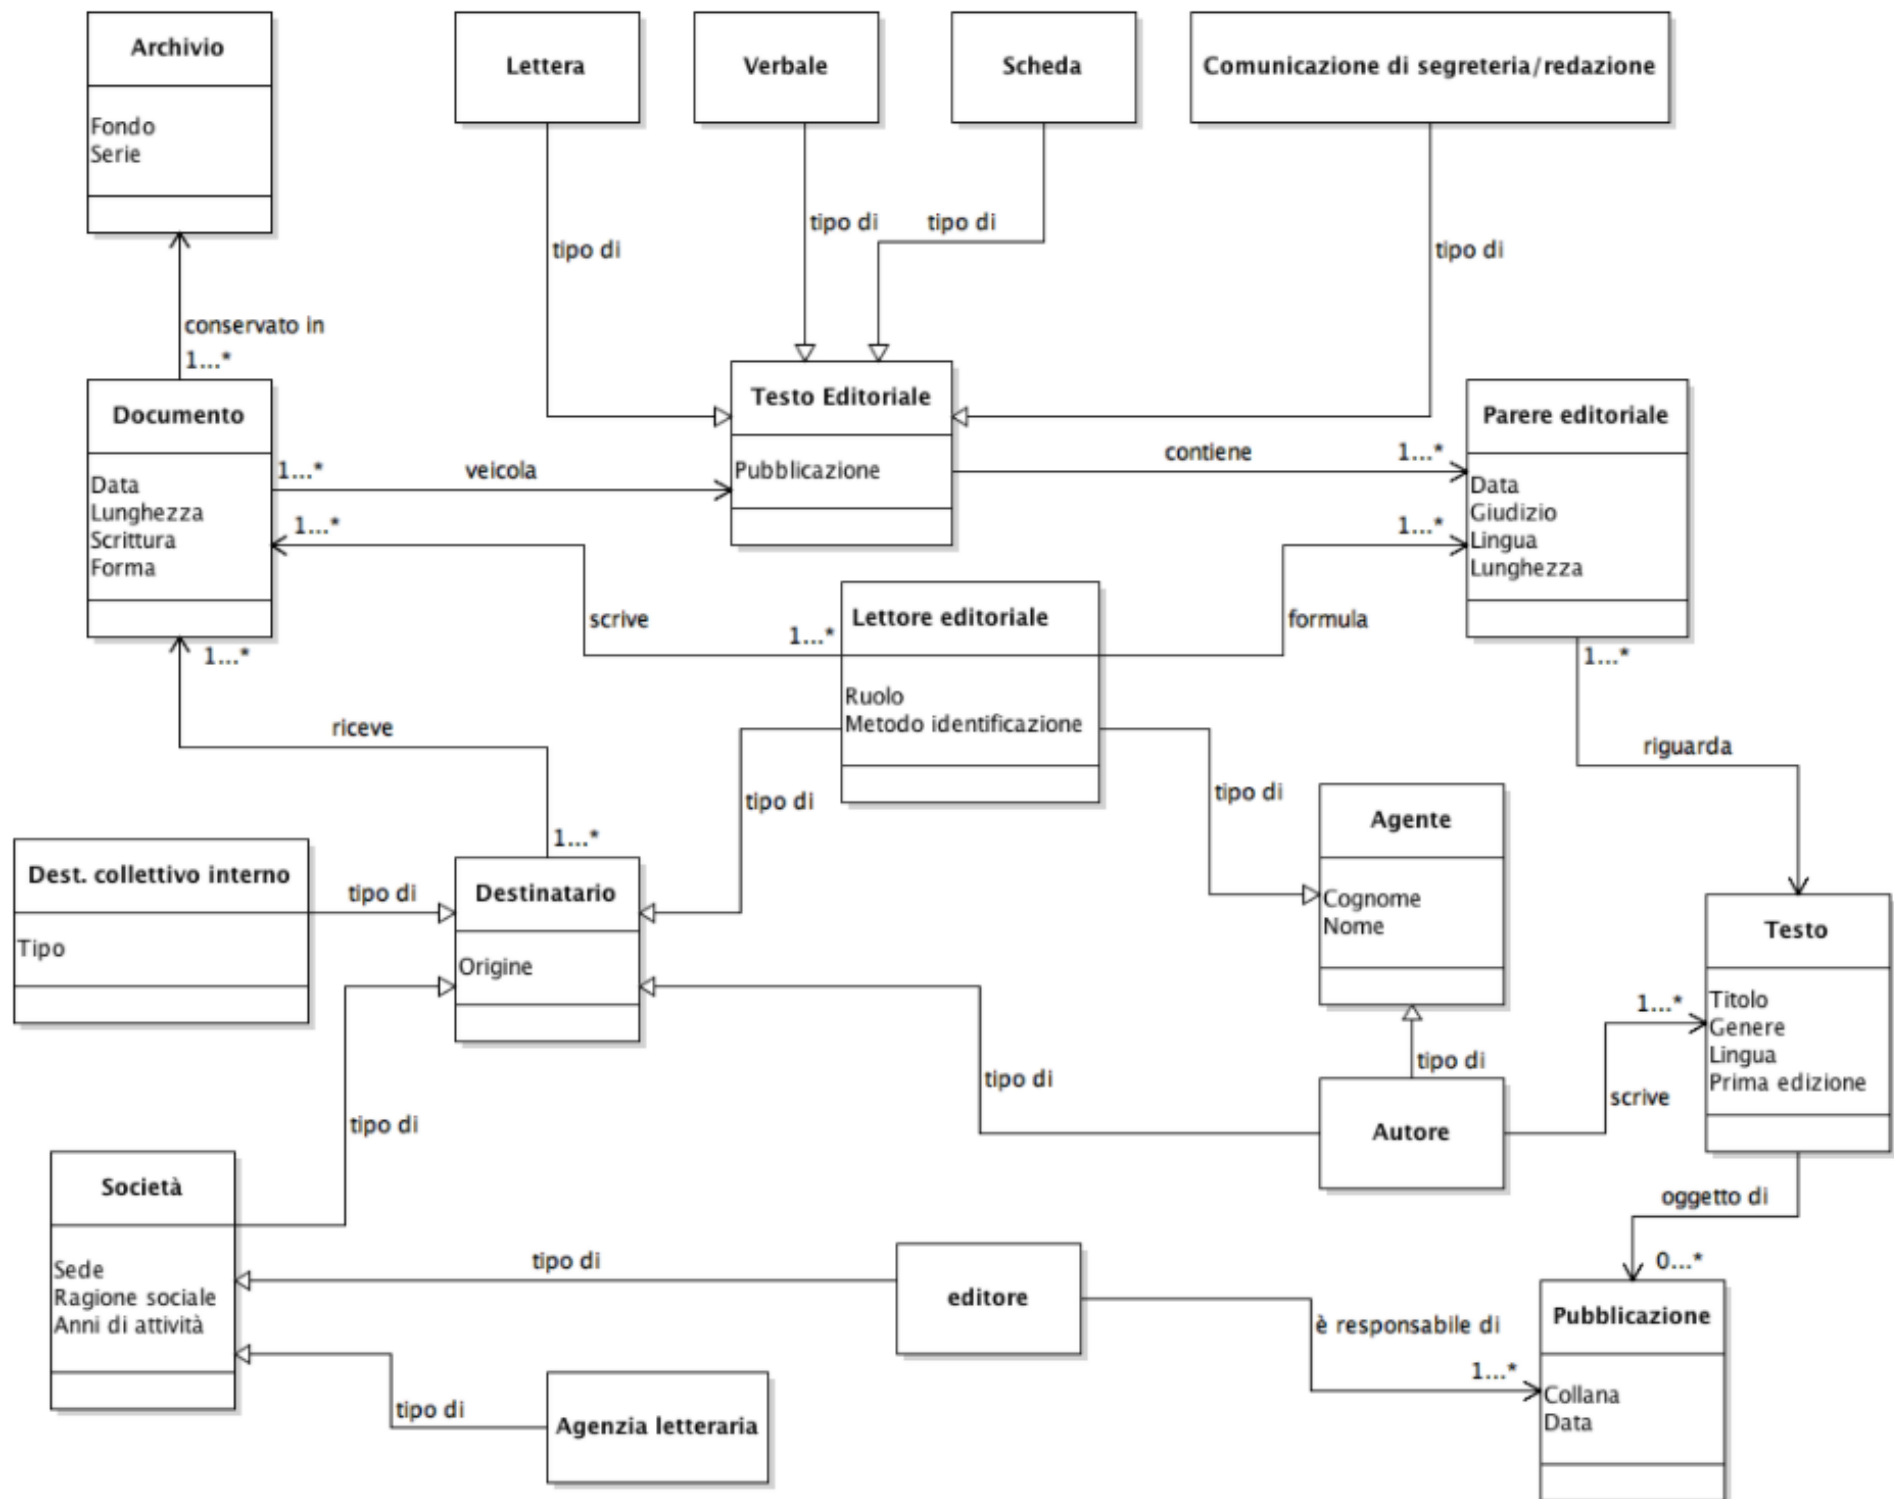 Archivio
Fondo
Serie
Lettera
Verbale
Scheda
Comunicazione di segreteria/redazione
tipo di
tipo di
tipo di
tipo di
conservato in
1...*
Documento
Data
Lunghezza
Scrittura
Forma
1...*
veicola
Testo Editoriale
Pubblicazione
contiene
1...*
Parere editoriale
Data
Giudizio
Lingua
Lunghezza
1...*
scrive
1...*
Lettore editoriale
Ruolo
Metodo identificazione
formula
1...*
1...*
riceve
1...*
1...*
riguarda
tipo di
tipo di
Agente
Cognome
Nome
Dest. collettivo interno
Tipo
tipo di
Destinatario
Origine
Testo
Titolo
Genere
Lingua
Prima edizione
1...*
scrive
tipo di
tipo di
Autore
tipo di
Società
Sede
Ragione sociale
Anni di attività
oggetto di
0...*
tipo di
editore
è responsabile di
1...*
Pubblicazione
Collana
Data
tipo di
Agenzia letteraria